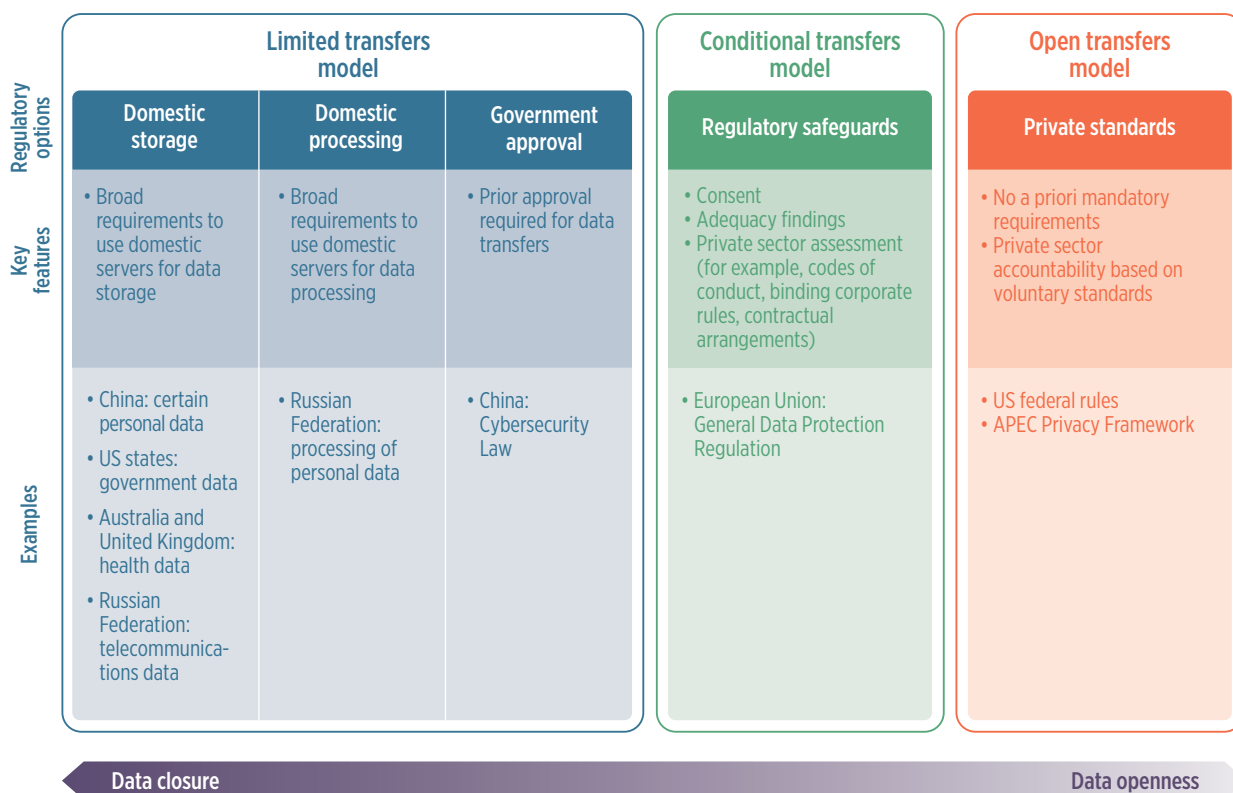 Limited transfers
model
Conditional transfers
model
Open transfers
model
Regulatory
options
Domestic
storage
Domestic
processing
Government
approval
Regulatory safeguards
Private standards
Key
features
• Broad
requirements to
use domestic
servers for data
storage
• Broad
requirements to
use domestic
servers for data
processing
• Prior approval
required for data
transfers
• Consent
• Adequacy findings
• Private sector assessment
(for example, codes of
conduct, binding corporate
rules, contractual
arrangements)
• No a priori mandatory
requirements
• Private sector
accountability based on
voluntary standards
Examples
• China: certain
personal data
• US states:
government data
• Australia and
United Kingdom:
health data
• Russian
Federation:
telecommunica-
tions data
• Russian
Federation:
processing of
personal data
• China:
Cybersecurity
Law
• European Union:
General Data Protection
Regulation
• US federal rules
• APEC Privacy Framework
Data closure
Data openness